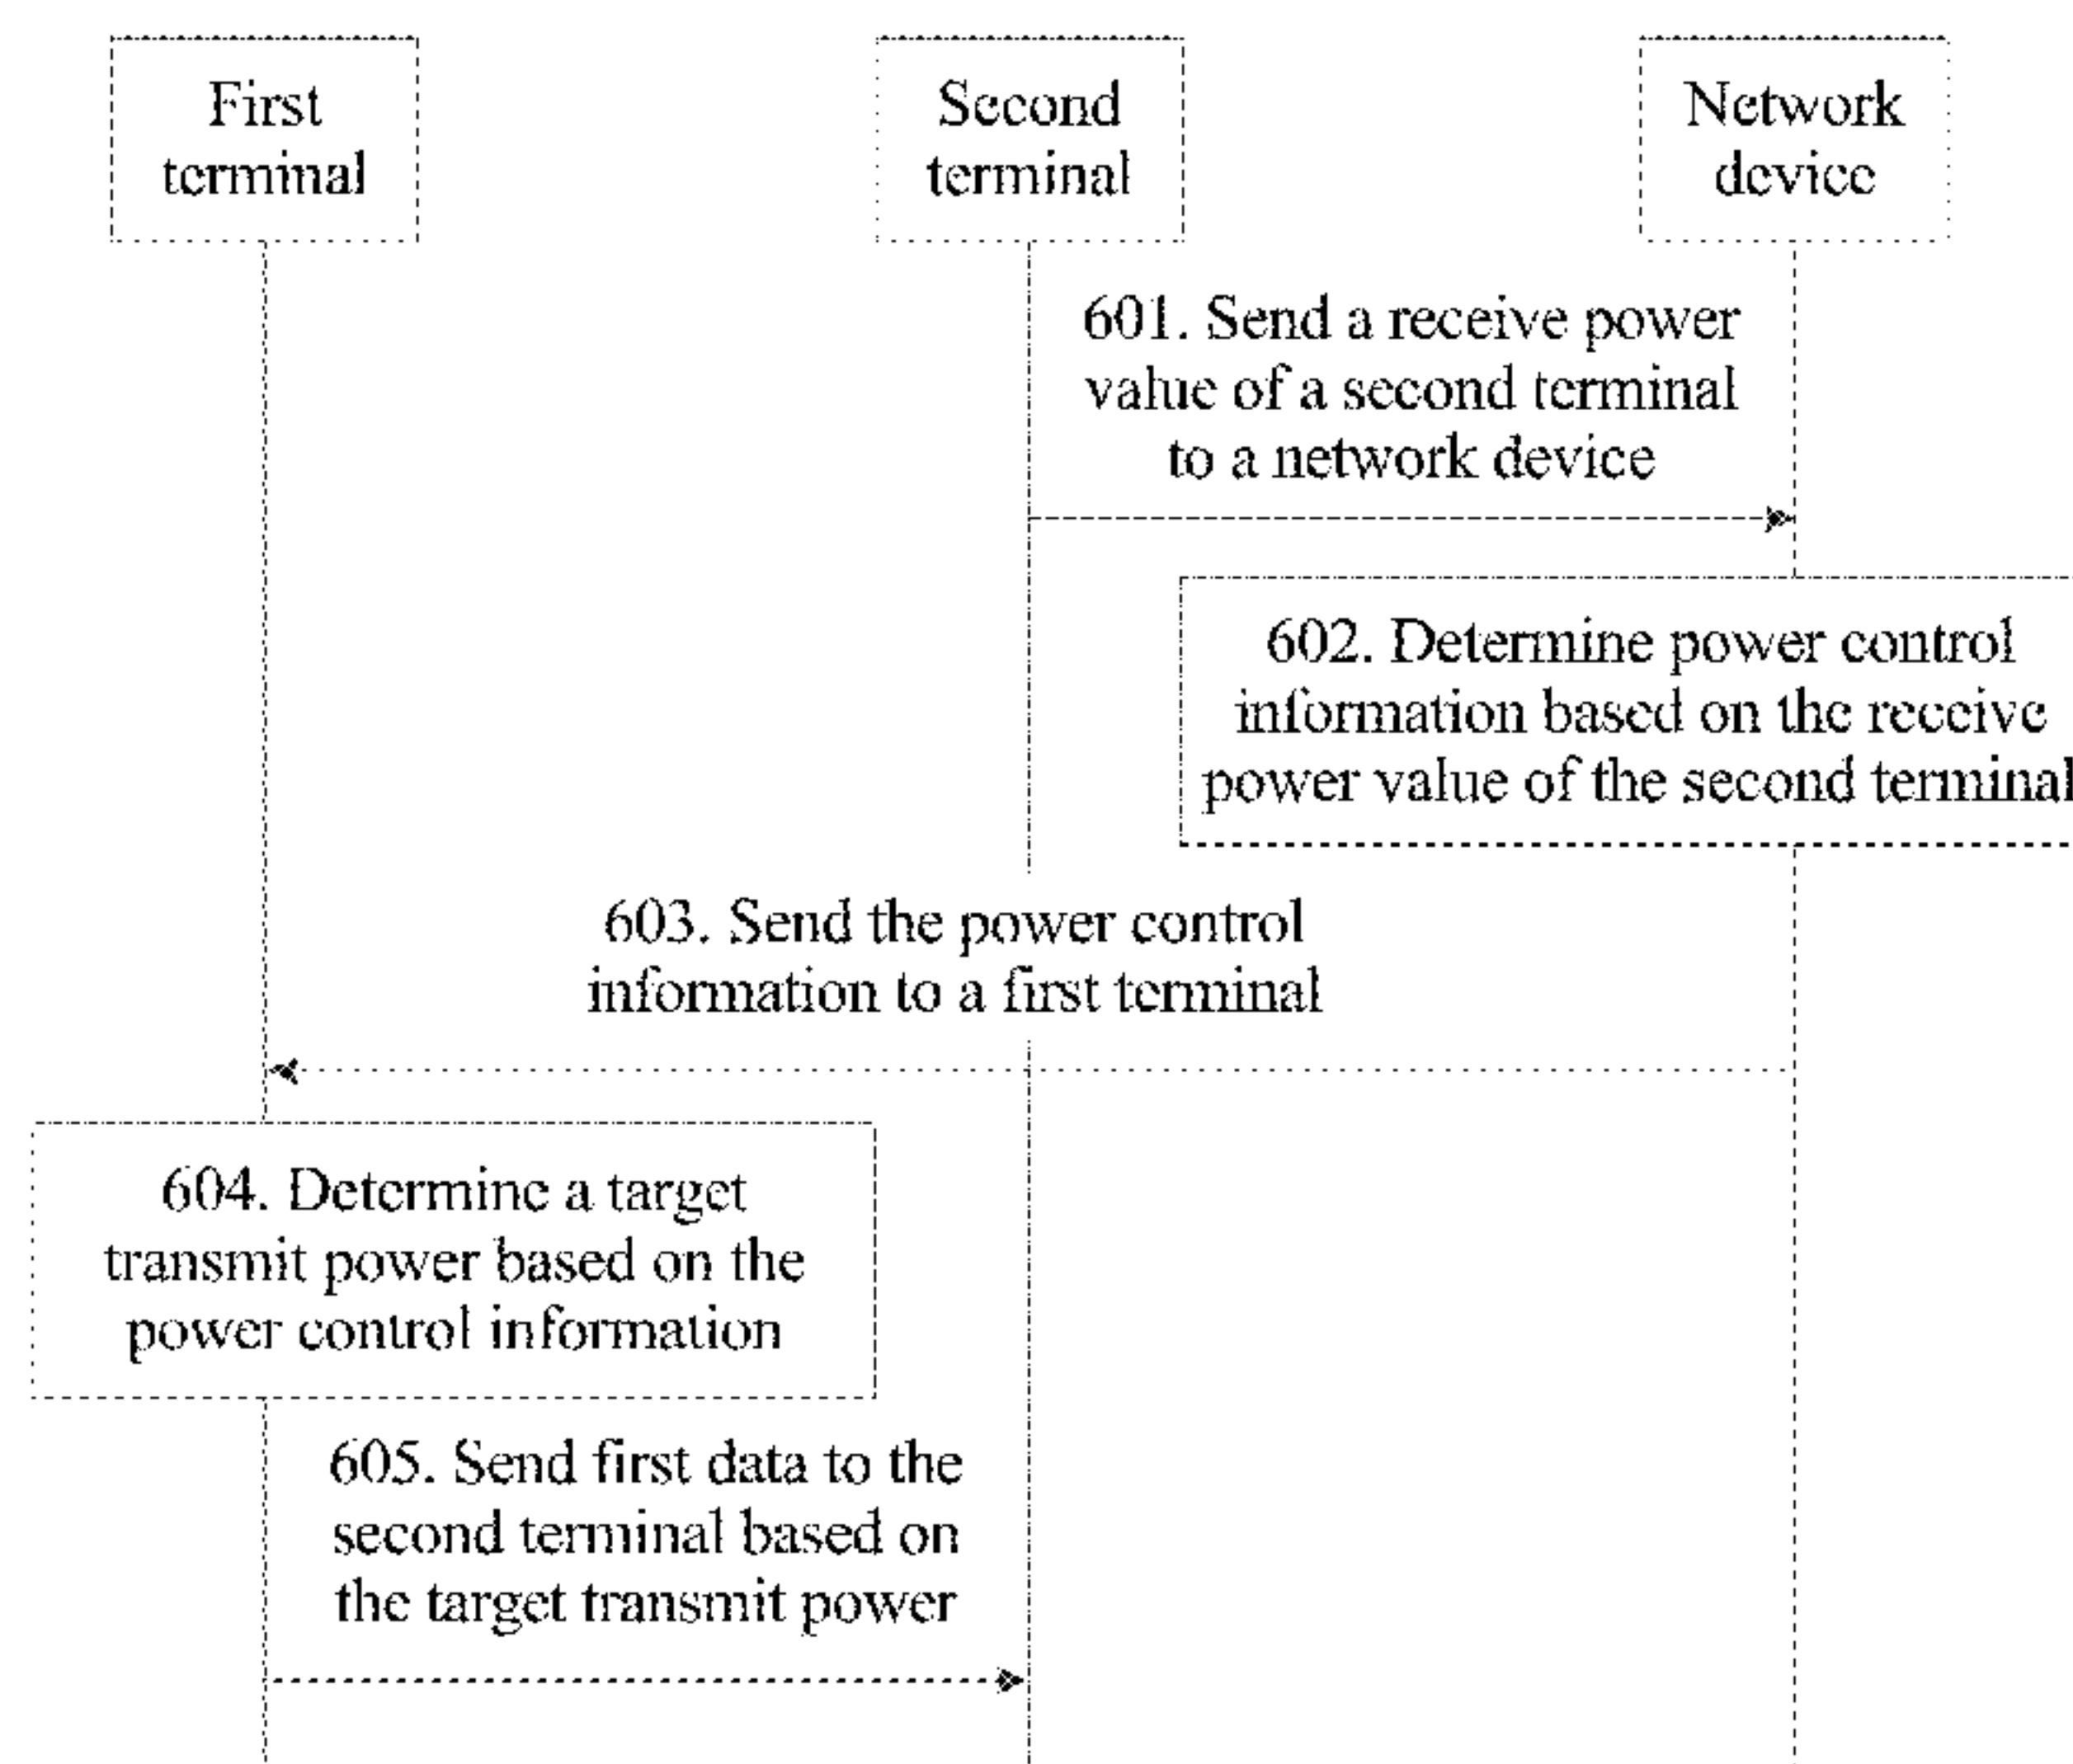 First
terminal
Second
terminal
Network
device
601. Send a receive power
value of a second terminal
to a network device
602. Determine power control
information based on the receive
power value of the second terminal
603. Send the power control
information to a first terminal
604. Determine a target
transmit power based on the
power control information
605. Send first data to the
second terminal based on
the target transmit power